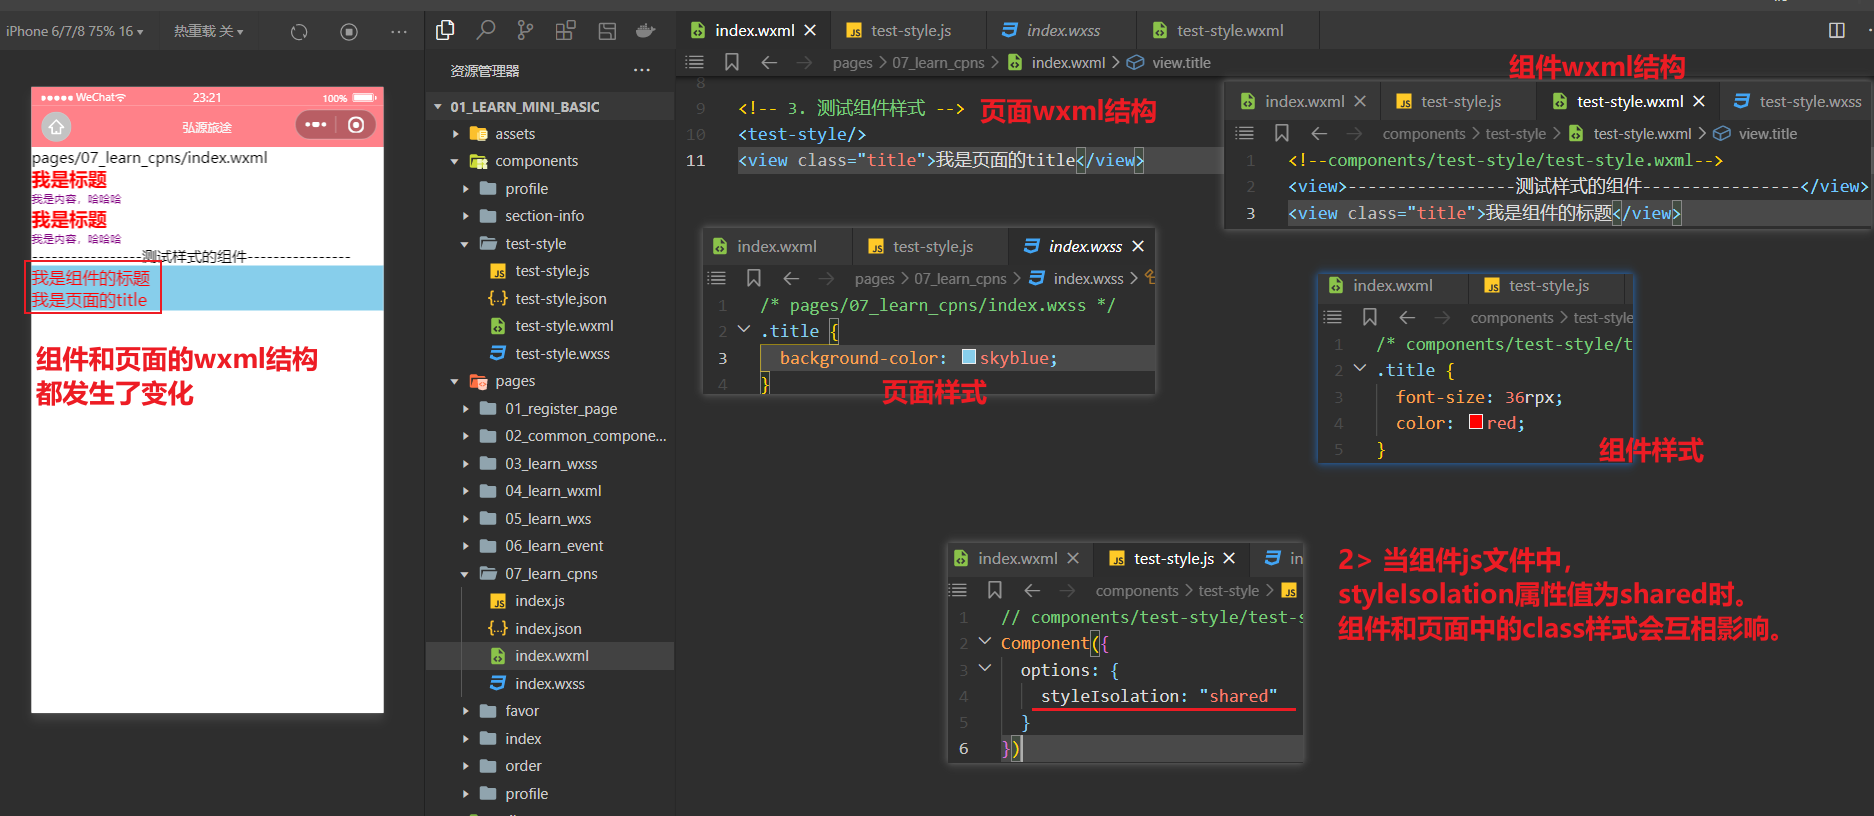 iPhone 6/7/8 75% 16
热重载 关
WeChat
23:21
100%
弘源旅途
pages/07_learn_cpns/index.wxml
我是标题
我是内容，哈哈哈
我是标题
我是内容，哈哈哈
-----------------测试样式的组件----------------
我是组件的标题
我是页面的title
组件和页面的wxml结构
都发生了变化
资源管理器
01_LEARN_MINI_BASIC
assets
components
profile
section-info
test-style
test-style.js
test-style.json
test-style.wxml
test-style.wxss
pages
01_register_page
02_common_compone...
03_learn_wxss
04_learn_wxml
05_learn_wxs
06_learn_event
07_learn_cpns
index.js
index.json
index.wxml
index.wxss
favor
index
order
profile
index.wxml
test-style.js
index.wxss
test-style.wxml
pages > 07_learn_cpns > index.wxml > view.title
8
9 <!-- 3. 测试组件样式 -->
页面wxml结构
10 <test-style/>
11 <view class="title">我是页面的title</view>
index.wxml
test-style.js
index.wxss
pages > 07_learn_cpns > index.wxss >
1 /* pages/07_learn_cpns/index.wxss */
2 .title {
3 background-color: skyblue;
4 }
页面样式
组件wxml结构
index.wxml
test-style.js
test-style.wxml
test-style.wxss
components > test-style > test-style.wxml > view.title
1 <!--components/test-style/test-style.wxml-->
2 <view>-----------------测试样式的组件----------------</view>
3 <view class="title">我是组件的标题</view>
index.wxml
test-style.js
components > test-style
1 /* components/test-style/t
2 .title {
3 font-size: 36rpx;
4 color: red;
5 }
组件样式
index.wxml
test-style.js
in
components > test-style >
1 // components/test-style/test-s
2 Component({
3 options: {
4 styleIsolation: "shared"
5 }
6 })
2> 当组件js文件中，
styleIsolation属性值为shared时。
组件和页面中的class样式会互相影响。